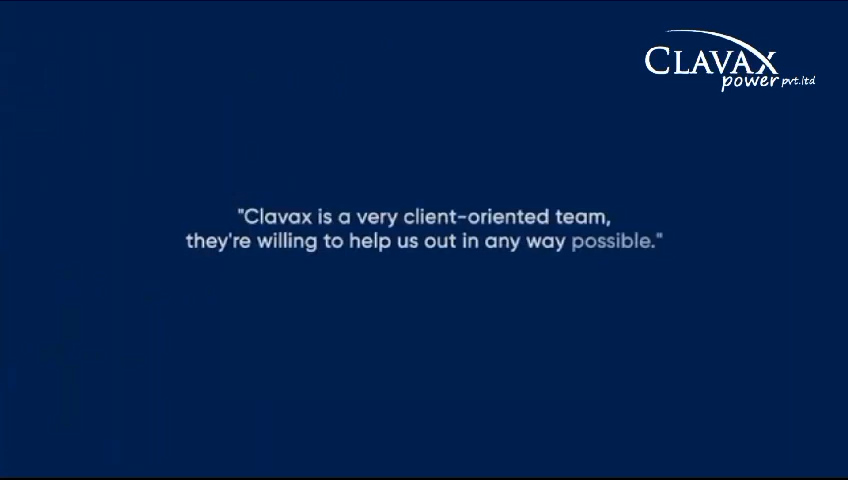 CLAVAX
power pvt.ltd
"Clavax is a very client-oriented team,
they're willing to help us out in any way possible."